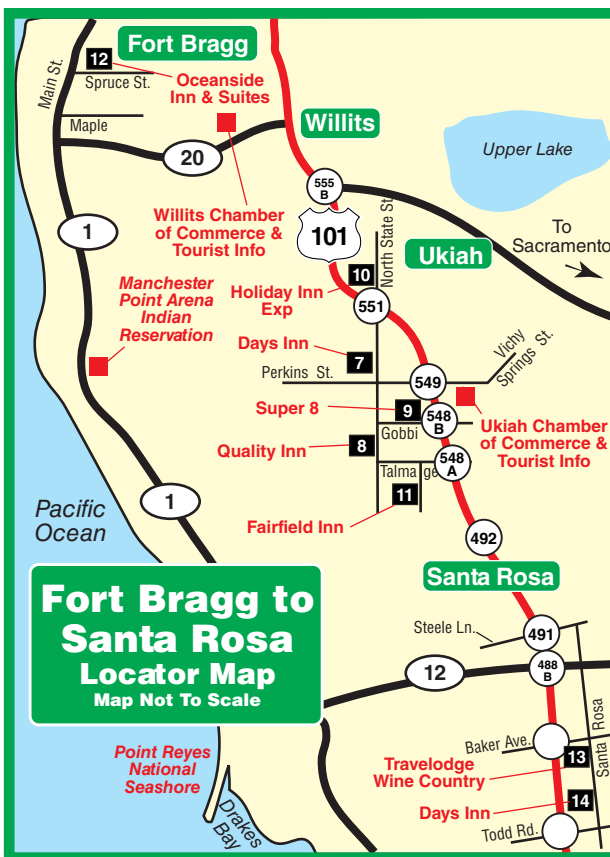 Fort Bragg
12
Main St.
Spruce St.
Oceanside
Inn & Suites
Maple
Willits
20
Upper Lake
555
B
Willits Chamber
of Commerce &
Tourist Info
101
1
North State St.
Ukiah
To
Sacramento
10
Holiday Inn
Exp
551
Manchester
Point Arena
Indian
Reservation
Days Inn
7
Vichy
Springs St.
Perkins St.
549
Super 8
9
548
B
Gobbi
Ukiah Chamber
of Commerce &
Tourist Info
Quality Inn
8
Talmage
548
A
11
1
Pacific
Ocean
Fairfield Inn
492
Santa Rosa
Fort Bragg to
Santa Rosa
Locator Map
Map Not To Scale
Steele Ln.
491
12
488
B
Santa Rosa
Baker Ave.
13
Point Reyes
National
Seashore
Travelodge
Wine Country
14
Days Inn
Drakes
Bay
Todd Rd.